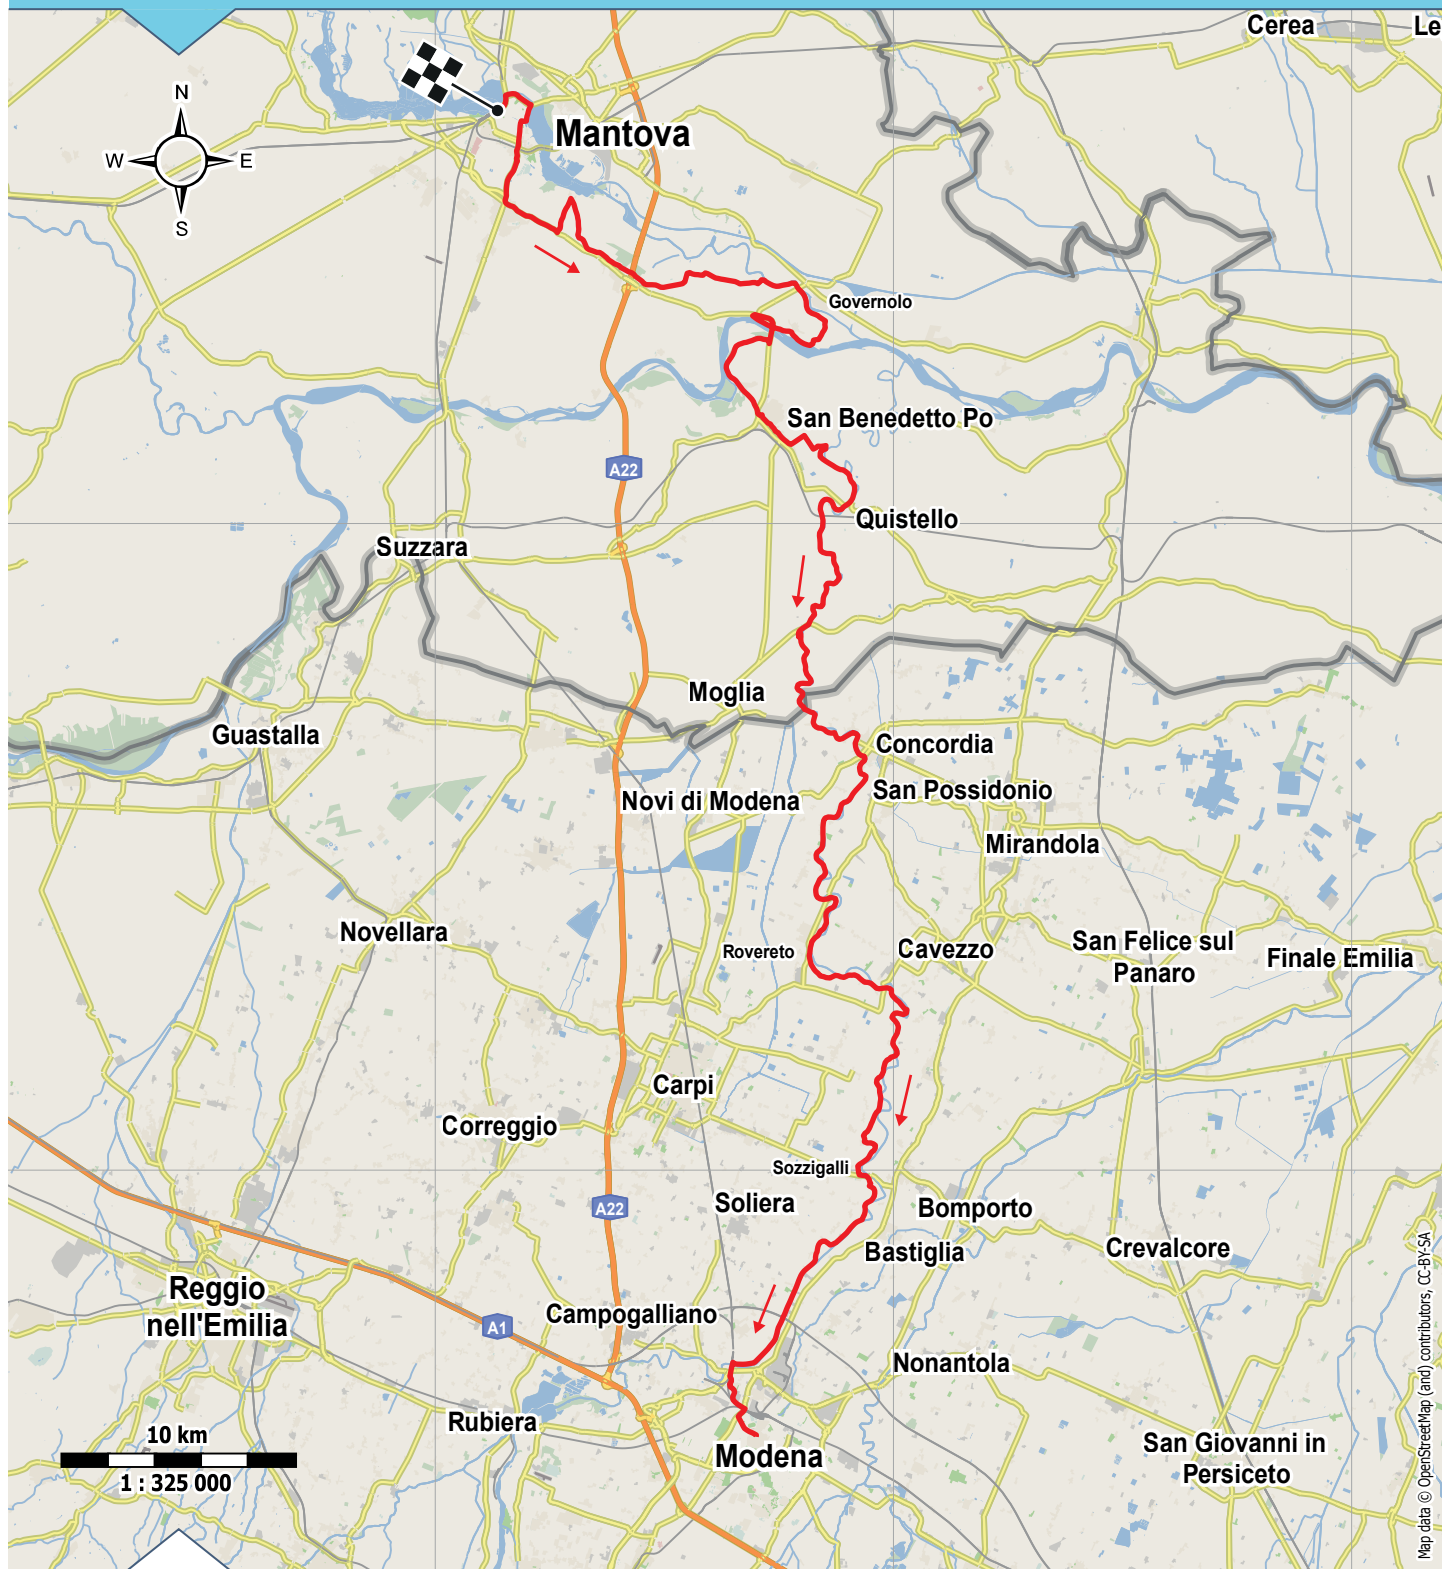 Cerea
Le
N
W
E
S
Mantova
Governolo
San Benedetto Po
A22
Quistello
Suzzara
Moglia
Guastalla
Concordia
San Possidonio
Novi di Modena
Mirandola
Novellara
Rovereto
Cavezzo
San Felice sul
Panaro
Finale Emilia
Carpi
Correggio
Sozzigalli
Soliera
A22
Bomporto
Bastiglia
Crevalcore
Reggio
nell'Emilia
Campogalliano
A1
Nonantola
Rubiera
10 km
1 : 325 000
Modena
San Giovanni in
Persiceto
Map data © OpenStreetMap (and) contributors, CC-BY-SA